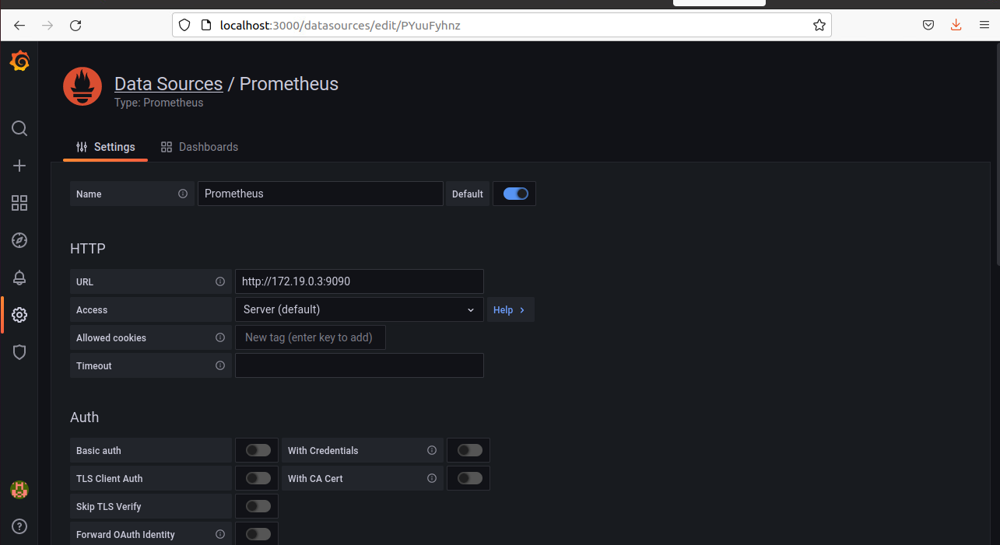 localhost:3000/datasources/edit/PYuuFyhnz
Data Sources / Prometheus
Type: Prometheus
Settings Dashboards
Name Prometheus Default
HTTP
URL http://172.19.0.3:9090
Access Server (default) Help
Allowed cookies New tag (enter key to add)
Timeout
Auth
Basic auth With Credentials
TLS Client Auth With CA Cert
Skip TLS Verify
Forward OAuth Identity